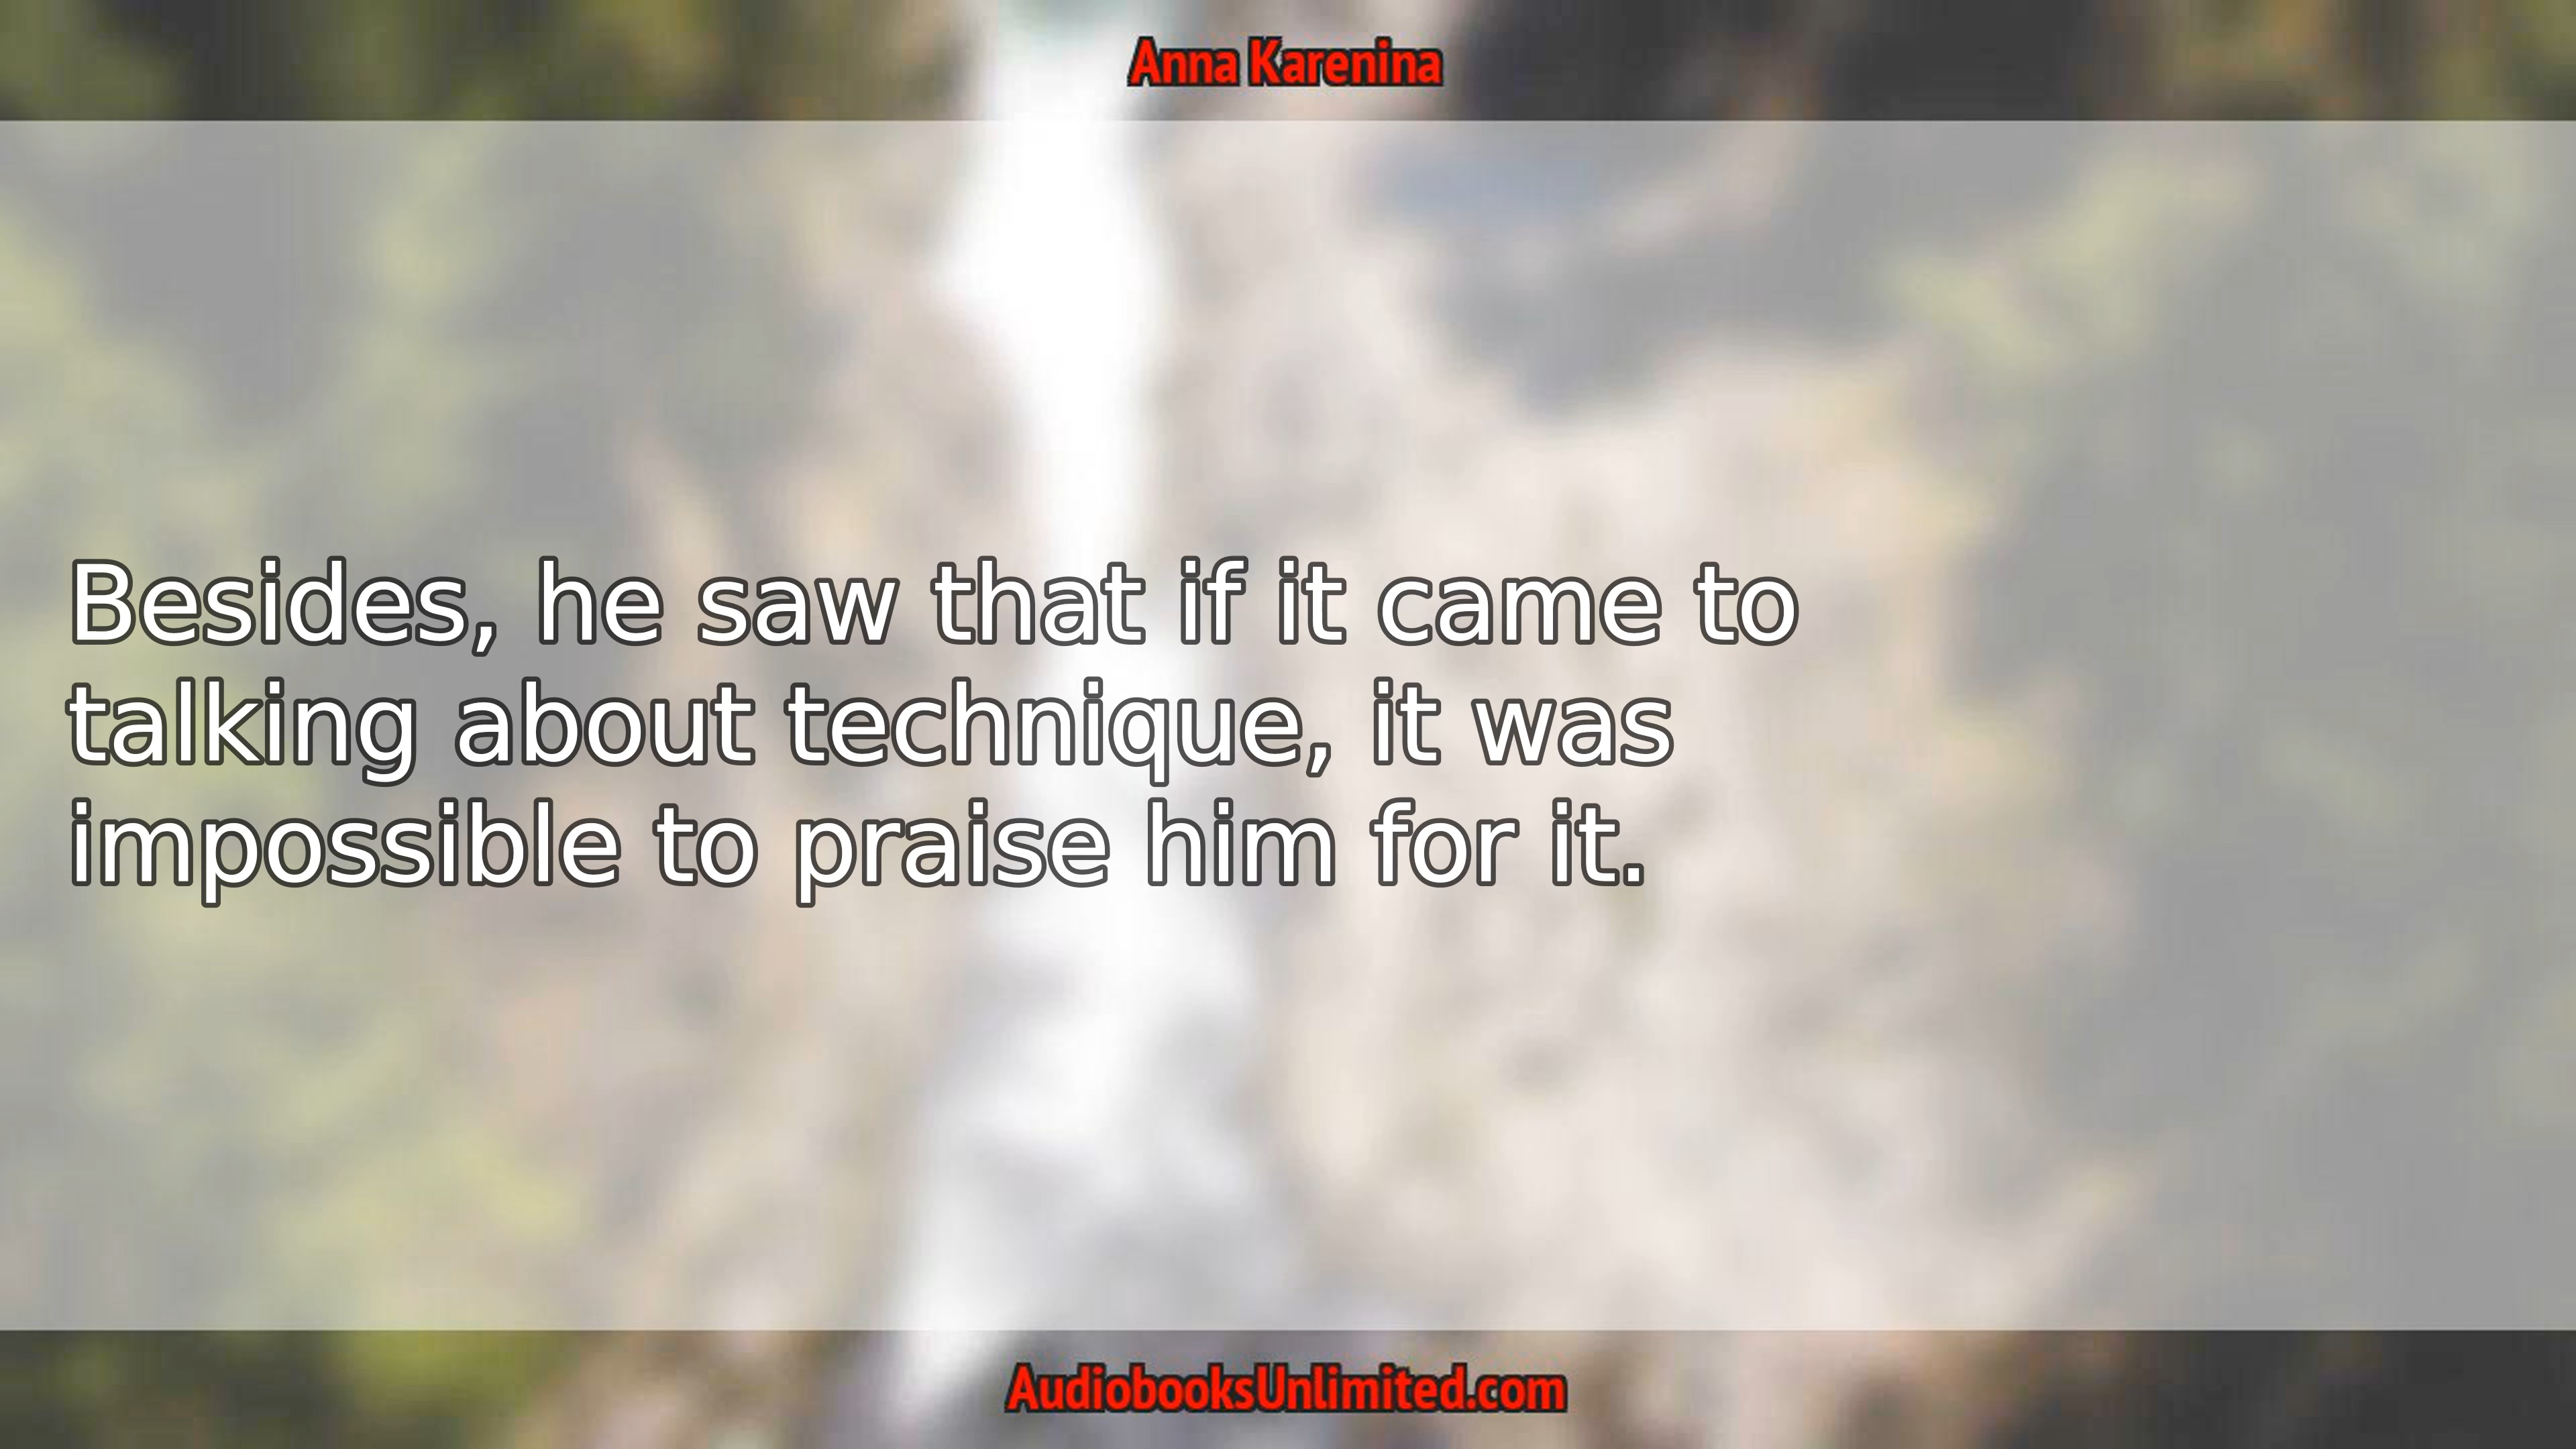 Anna Karenina
Besides, he saw that if it came to
talking about technique, it was
impossible to praise him for it.
AudiobooksUnlimited.com